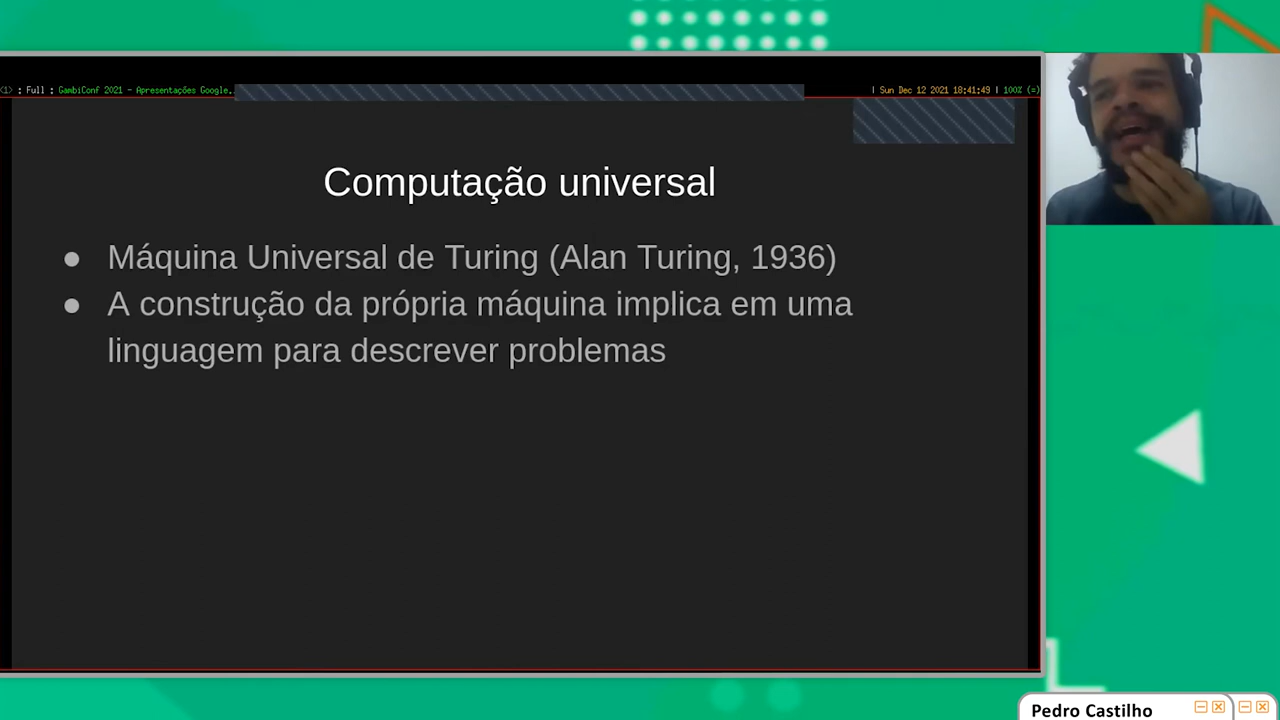 <1> : Full : GambiConf 2021 - Apresentações Google.. | Sun Dec 12 2021 18:41:49 | 100% (=)
Computação universal
● Máquina Universal de Turing (Alan Turing, 1936)
● A construção da própria máquina implica em uma
linguagem para descrever problemas
Pedro Castilho